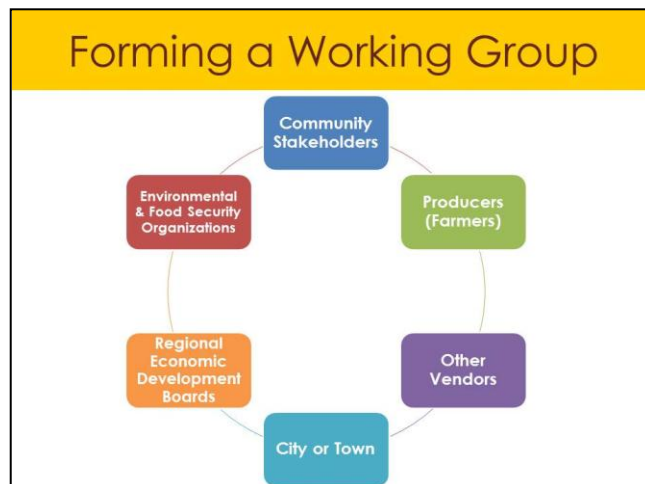 Forming a Working Group
Community
Stakeholders
Producers
(Farmers)
Other
Vendors
City or Town
Regional
Economic
Development
Boards
Environmental
& Food Security
Organizations